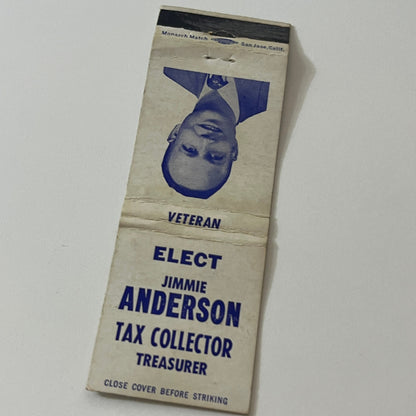 Monarch Match San Jose, Calif.
VETERAN
ELECT
JIMMIE
ANDERSON
TAX COLLECTOR
TREASURER
CLOSE COVER BEFORE STRIKING